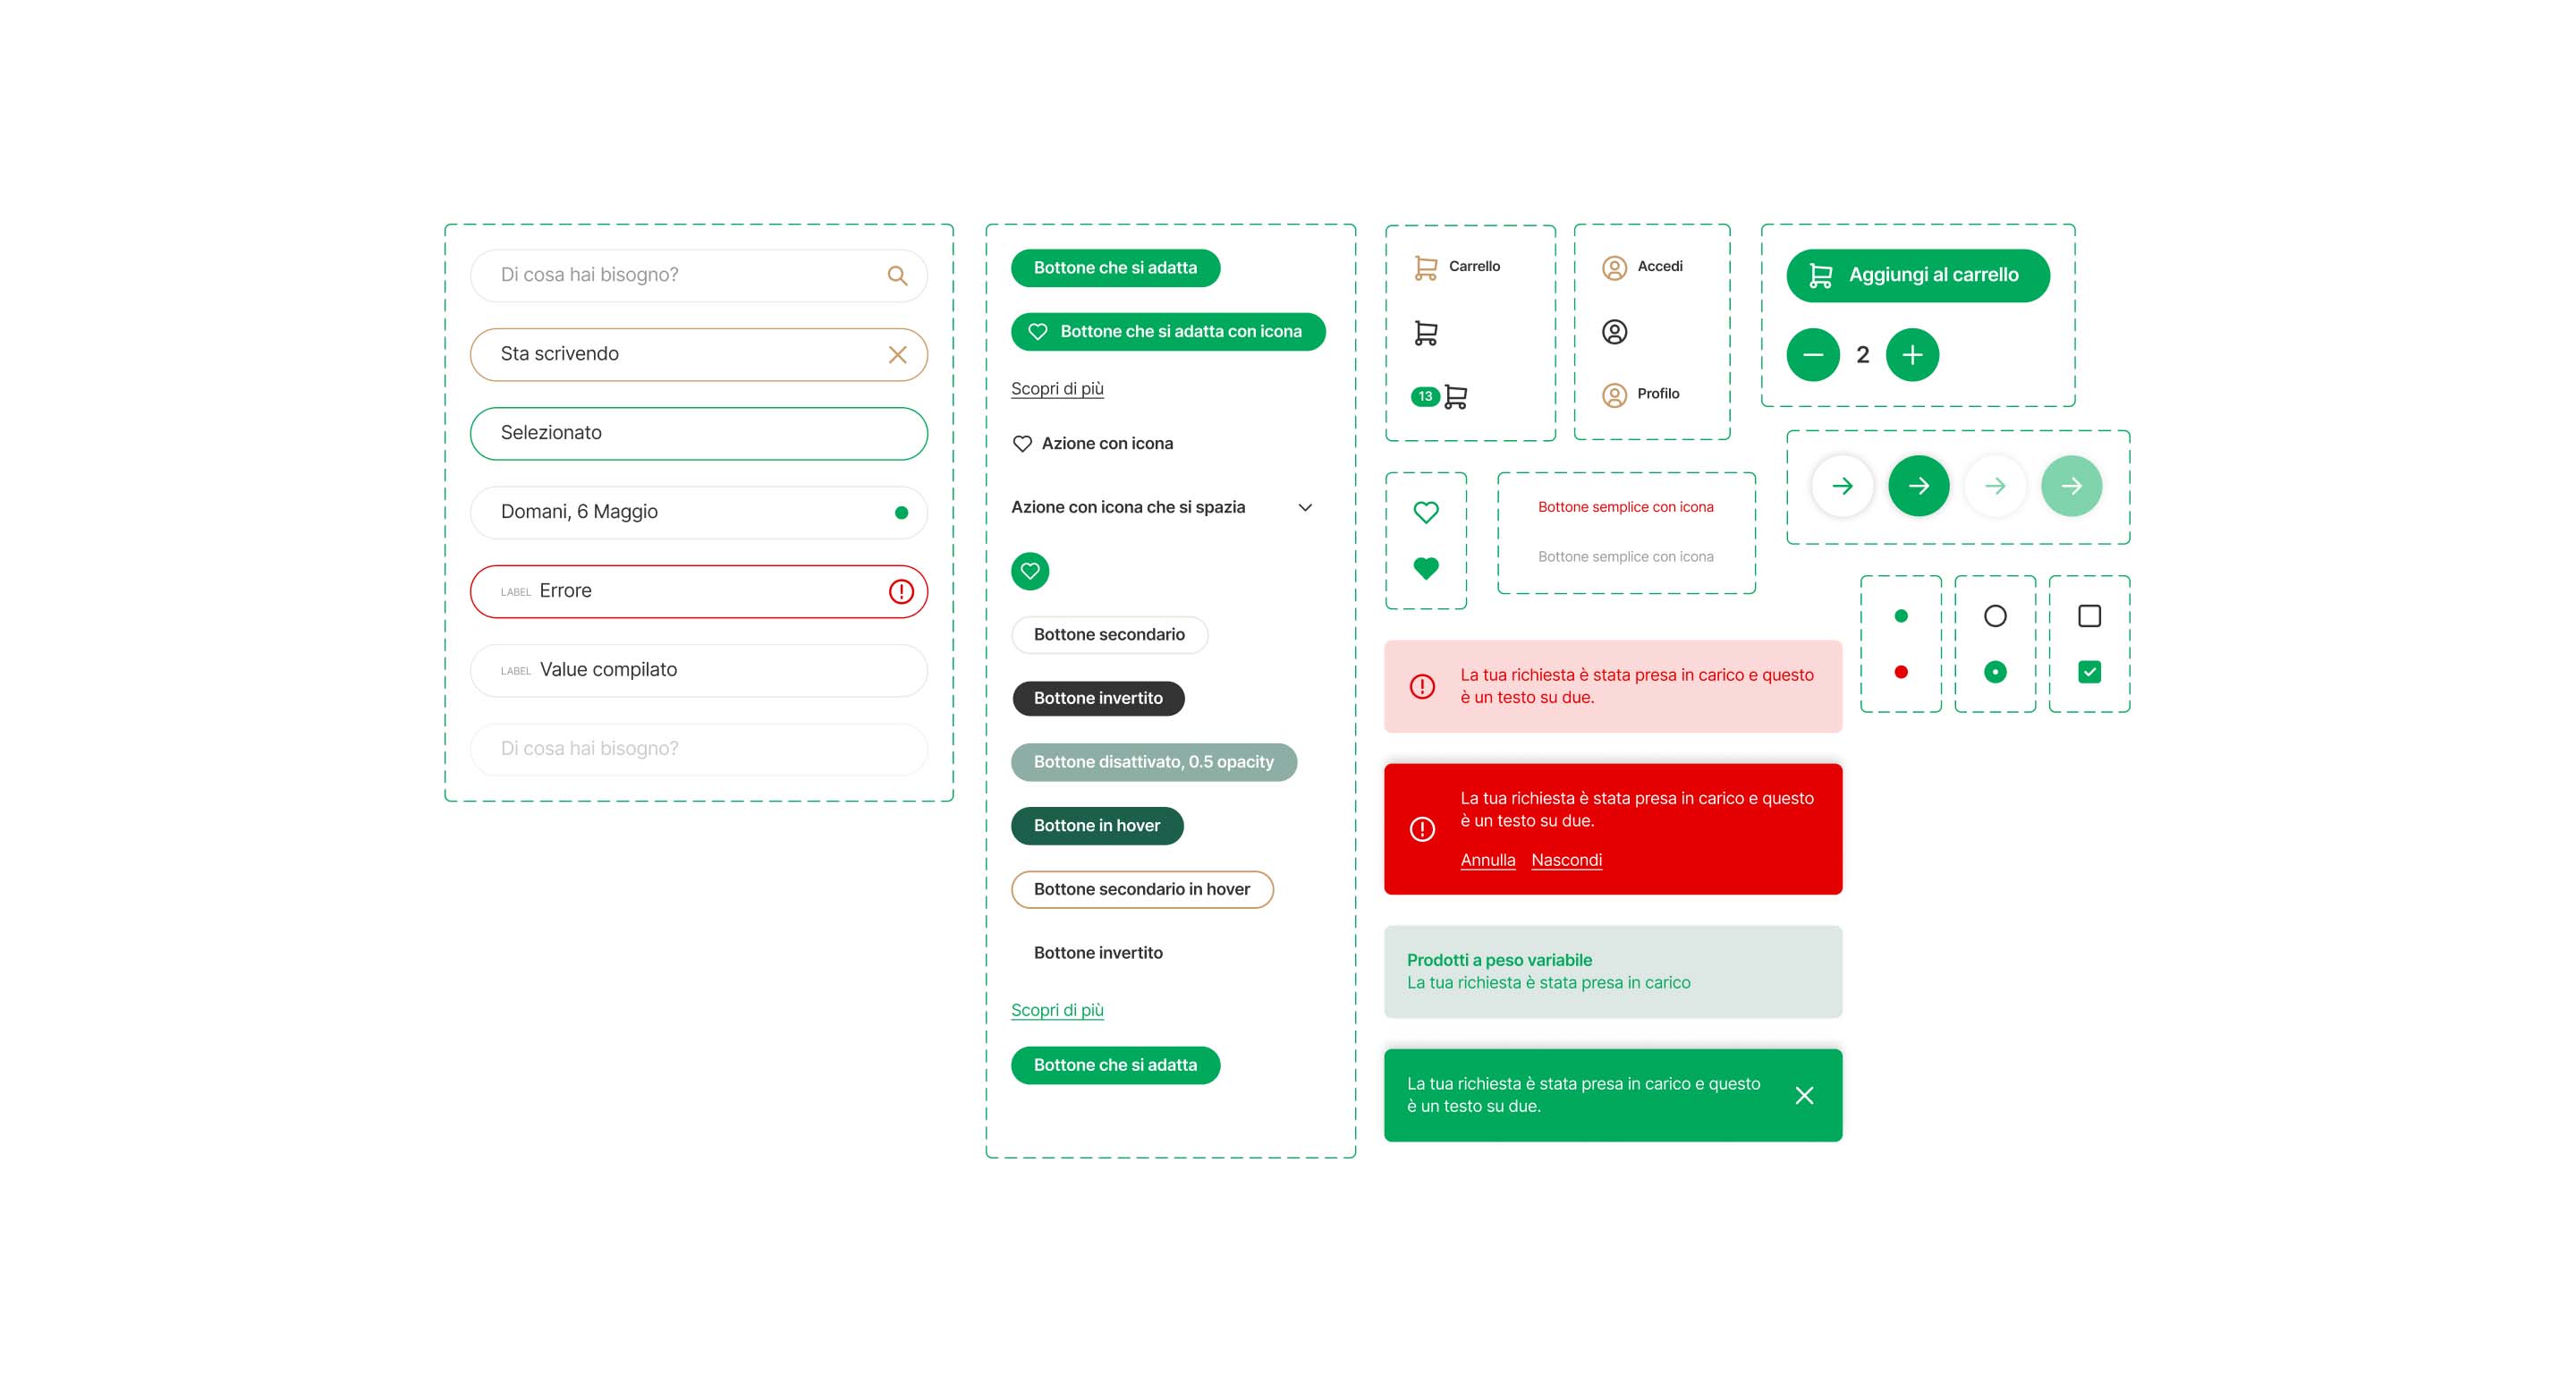 Di cosa hai bisogno?
Sta scrivendo
Selezionato
Domani, 6 Maggio
LABEL Errore
LABEL Value compilato
Di cosa hai bisogno?
Bottone che si adatta
Bottone che si adatta con icona
Scopri di più
Azione con icona
Azione con icona che si spazia
Bottone secondario
Bottone invertito
Bottone disattivato, 0.5 opacity
Bottone in hover
Bottone secondario in hover
Bottone invertito
Scopri di più
Bottone che si adatta
Carrello
13
Accedi
Profilo
Aggiungi al carrello
2
Bottone semplice con icona
Bottone semplice con icona
La tua richiesta è stata presa in carico e questo
è un testo su due.
La tua richiesta è stata presa in carico e questo
è un testo su due.
Annulla Nascondi
Prodotti a peso variabile
La tua richiesta è stata presa in carico
La tua richiesta è stata presa in carico e questo
è un testo su due.